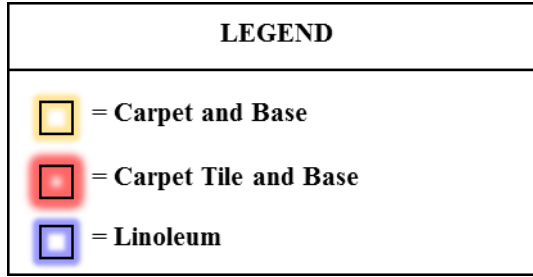 LEGEND
= Carpet and Base
= Carpet Tile and Base
= Linoleum